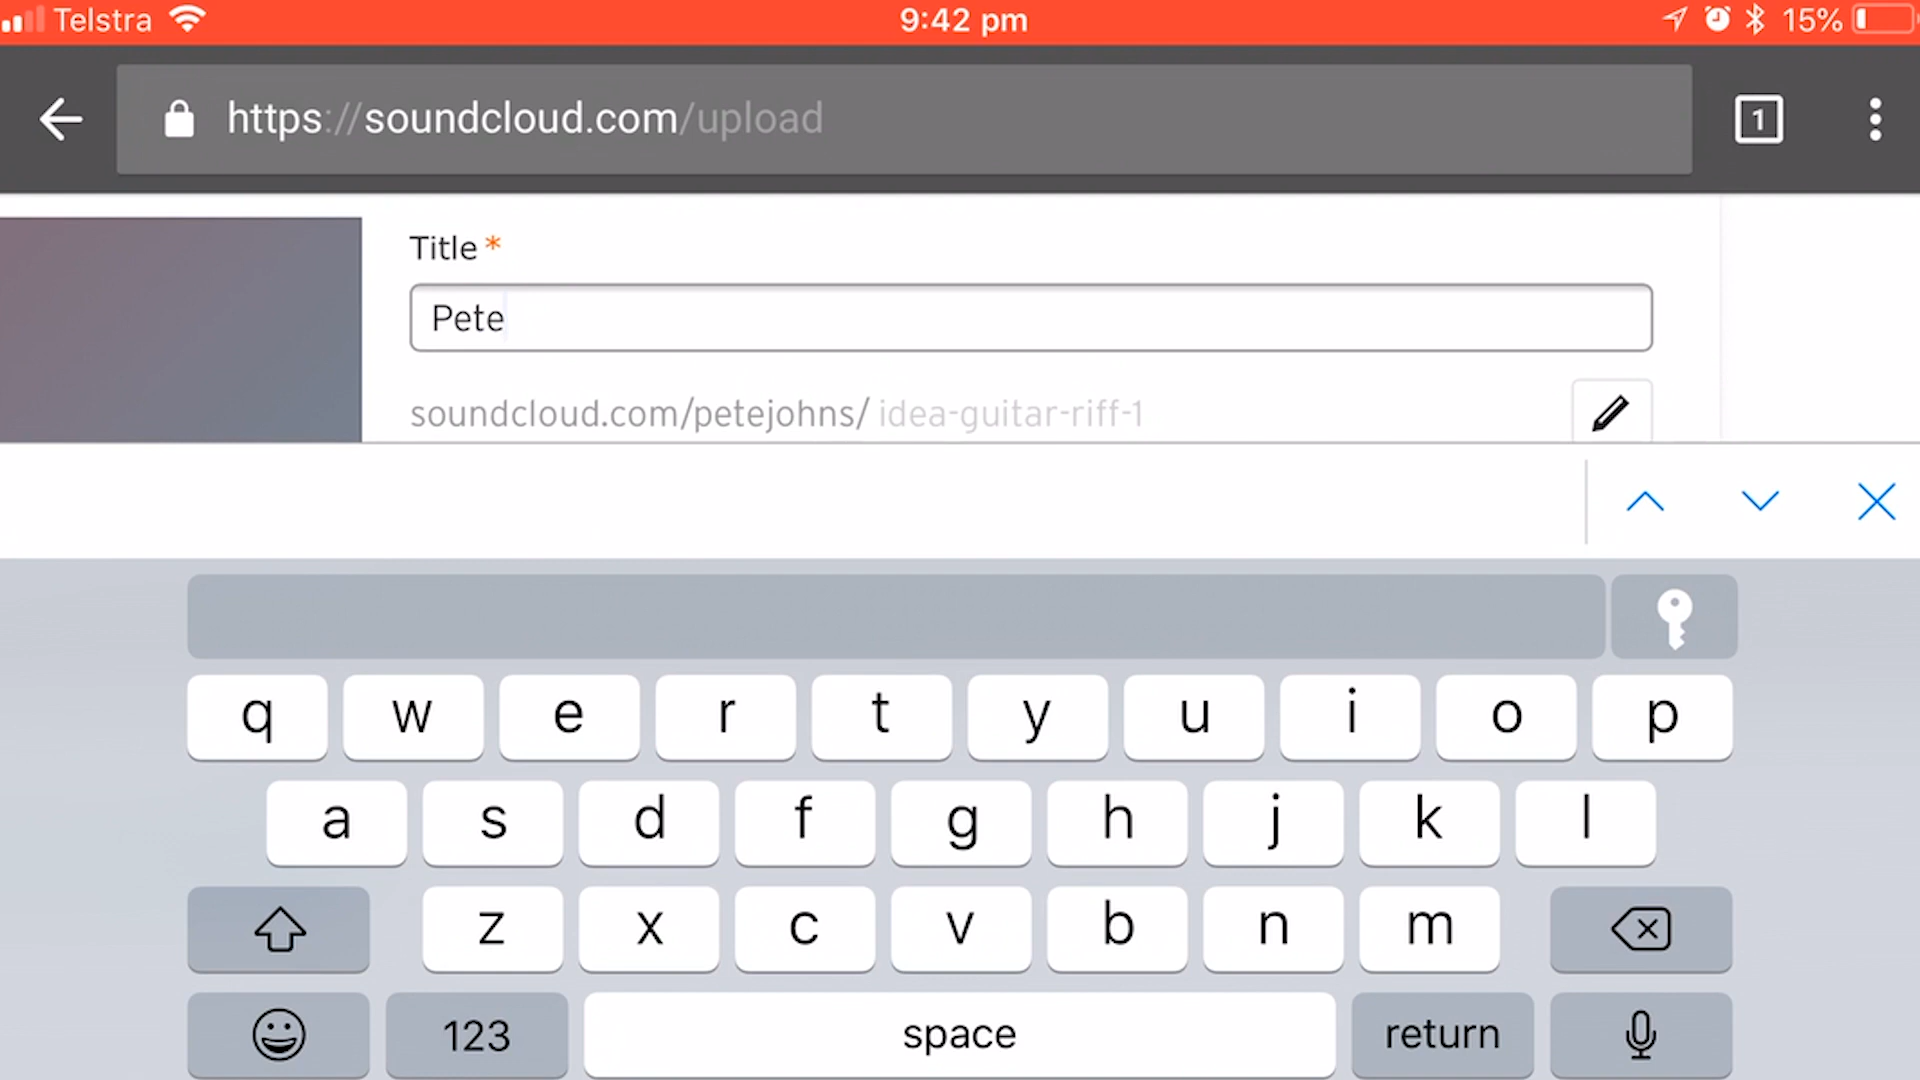 Telstra 9:42 pm 15%
https://soundcloud.com/upload 1
Title *
Pete
soundcloud.com/petejohns/ idea-guitar-riff-1
q w e r t y u i o p
a s d f g h j k l
z x c v b n m
123 space return